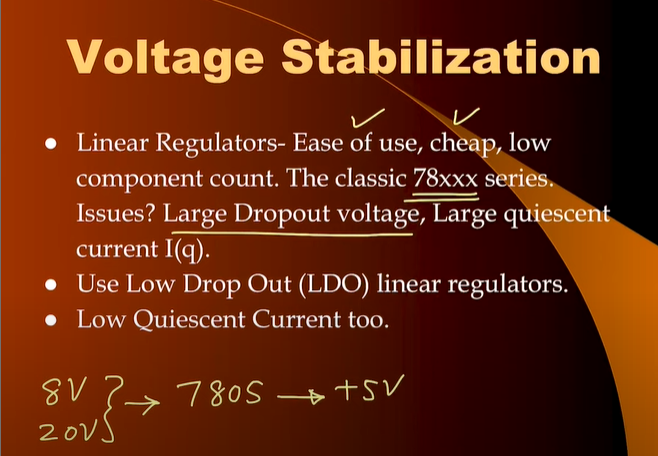 Voltage Stabilization
● Linear Regulators- Ease of use, cheap, low
component count. The classic 78xxx series.
Issues? Large Dropout voltage, Large quiescent
current I(q).
● Use Low Drop Out (LDO) linear regulators.
● Low Quiescent Current too.
8V } → 7805 → +5V
20V